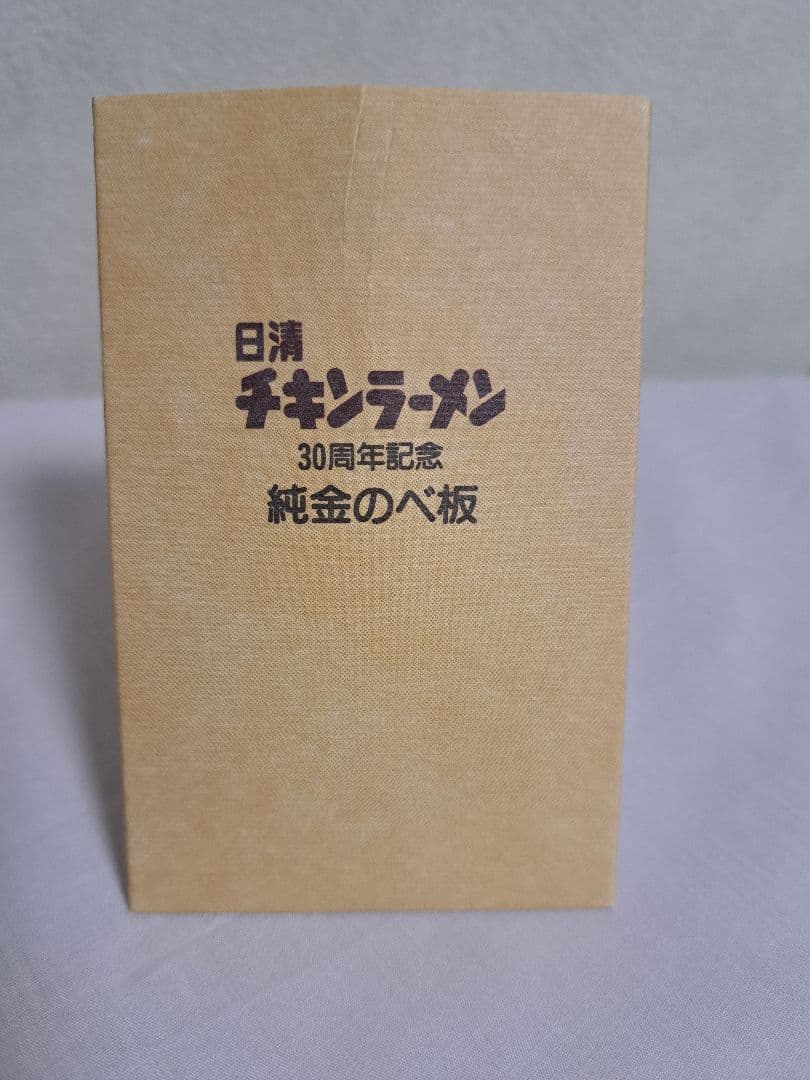 日清
チキンラーメン
30周年記念
純金のべ板